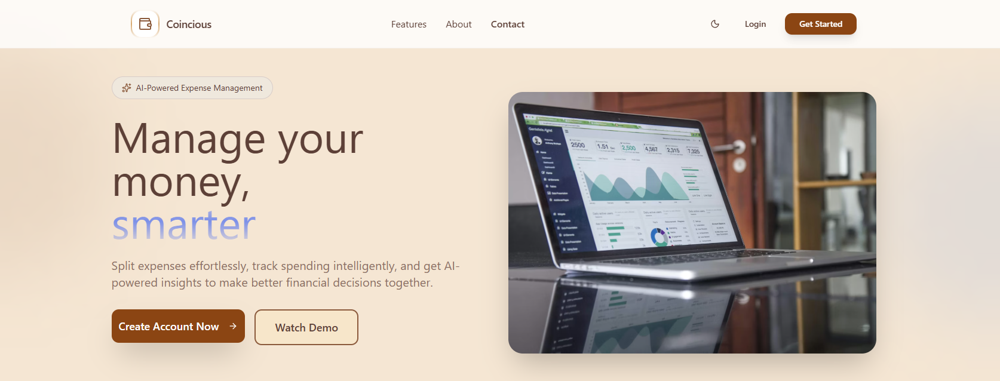 Coincious
Features
About
Contact
Login
Get Started
AI-Powered Expense Management
Manage your
money,
smarter
Split expenses effortlessly, track spending intelligently, and get AI-
powered insights to make better financial decisions together.
Create Account Now
Watch Demo
2500
1.51
2,500
4,567
2,315
7,325